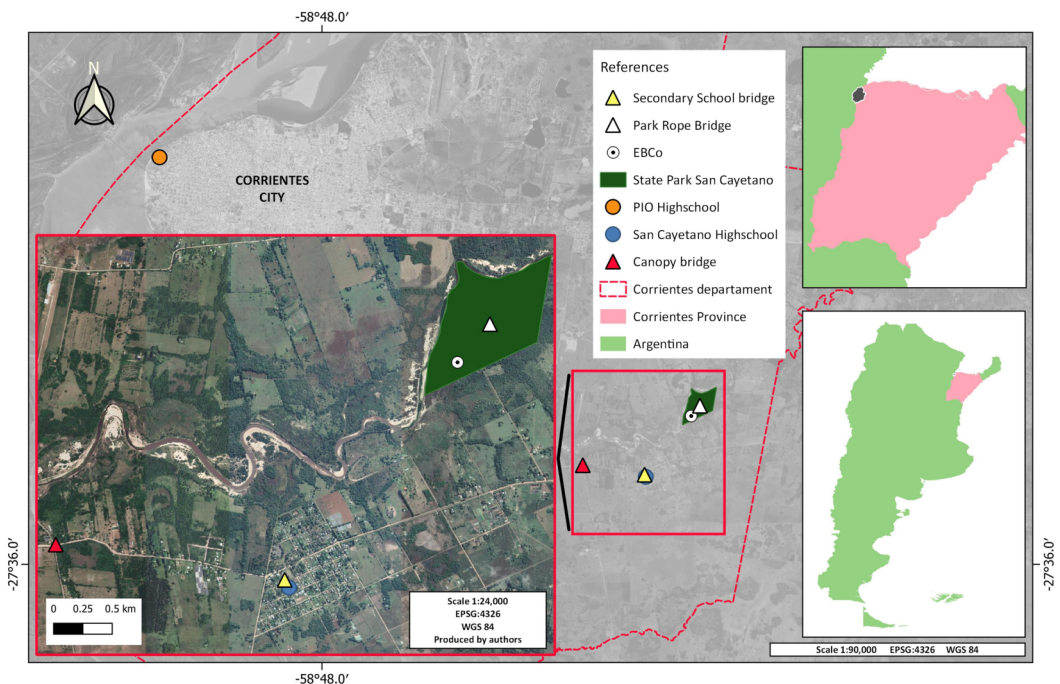 -58°48.0′
N
CORRIENTES
CITY
References
Secondary School bridge
Park Rope Bridge
EBCo
State Park San Cayetano
PIO Highschool
San Cayetano Highschool
Canopy bridge
Corrientes departament
Corrientes Province
Argentina
-27°36.0′
-27°36.0′
0 0.25 0.5 km
Scale 1:24,000
EPSG:4326
WGS 84
Produced by authors
Scale 1:90,000 EPSG:4326 WGS 84
-58°48.0′